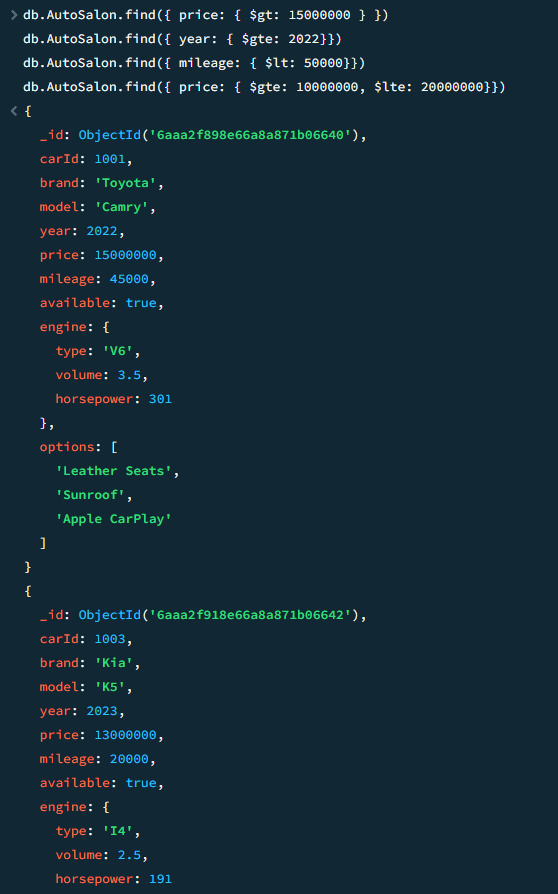 > db.AutoSalon.find({ price: { $gt: 15000000 } })
db.AutoSalon.find({ year: { $gte: 2022}})
db.AutoSalon.find({ mileage: { $lt: 50000}})
db.AutoSalon.find({ price: { $gte: 10000000, $lte: 20000000}})
< {
_id: ObjectId('6aaa2f898e66a8a871b06640'),
carId: 1001,
brand: 'Toyota',
model: 'Camry',
year: 2022,
price: 15000000,
mileage: 45000,
available: true,
engine: {
type: 'V6',
volume: 3.5,
horsepower: 301
},
options: [
'Leather Seats',
'Sunroof',
'Apple CarPlay'
]
}
{
_id: ObjectId('6aaa2f918e66a8a871b06642'),
carId: 1003,
brand: 'Kia',
model: 'K5',
year: 2023,
price: 13000000,
mileage: 20000,
available: true,
engine: {
type: 'I4',
volume: 2.5,
horsepower: 191